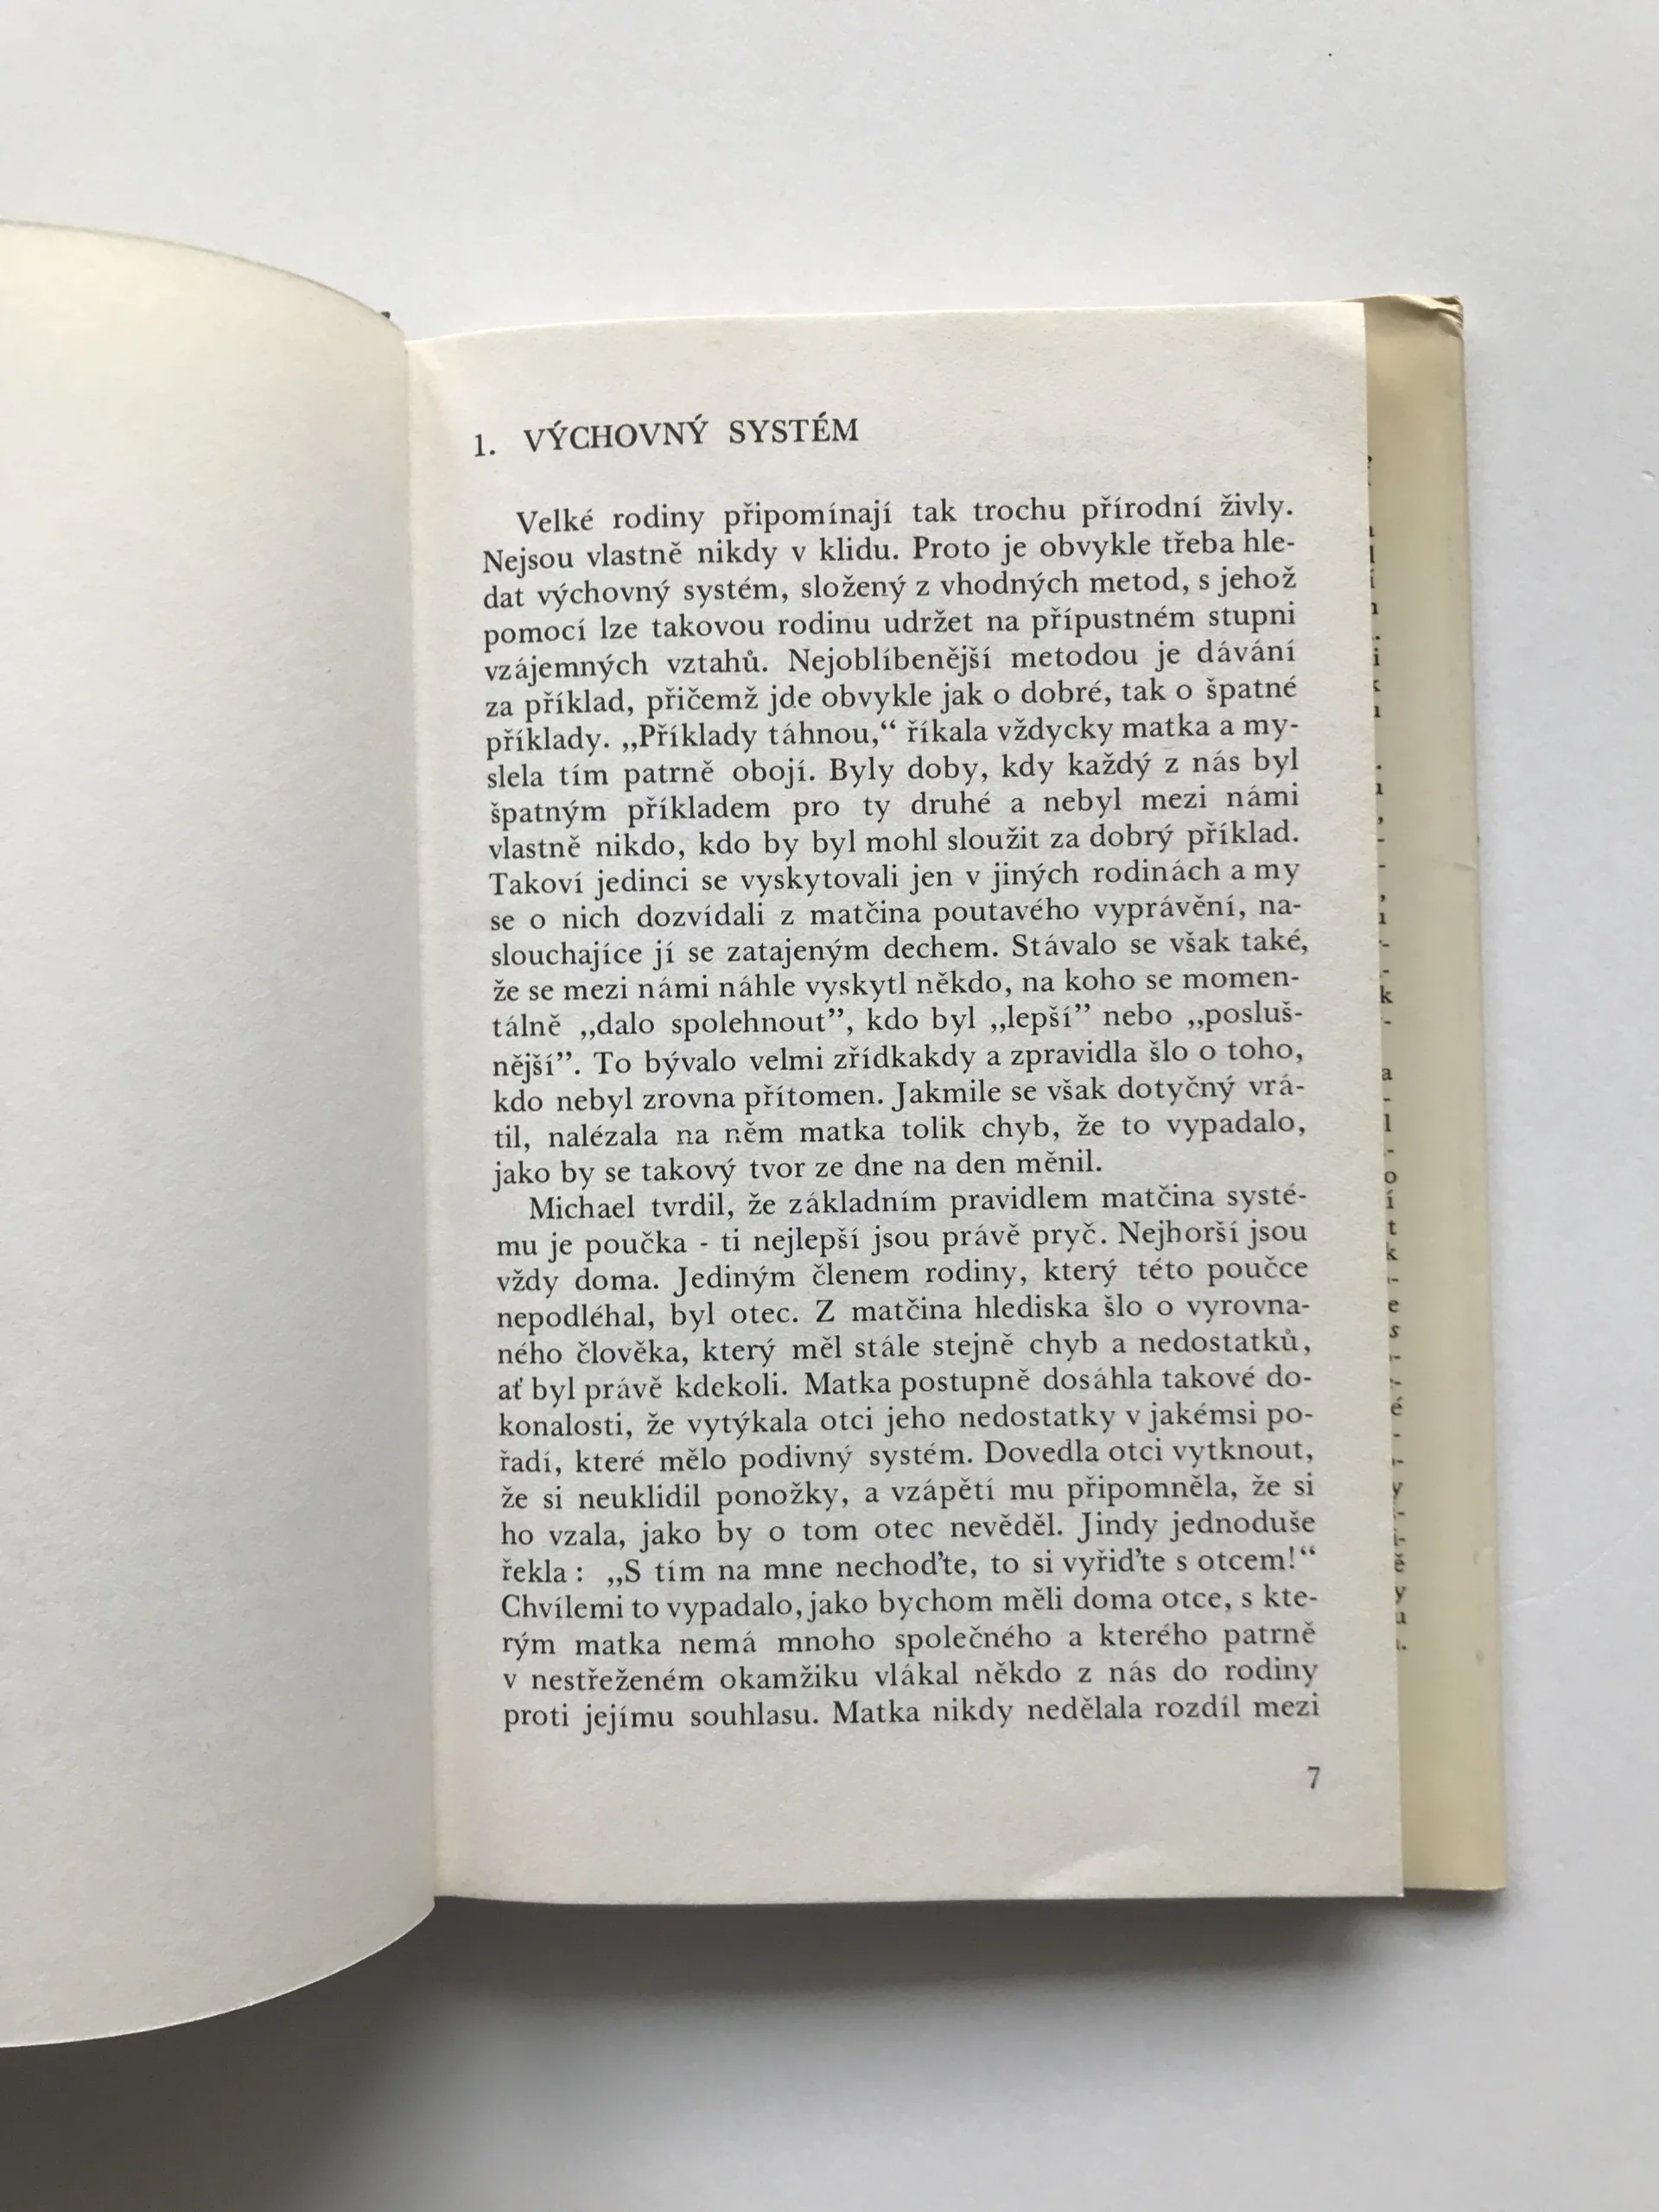 1. VÝCHOVNÝ SYSTÉM
Velké rodiny připomínají tak trochu přírodní živly.
Nejsou vlastně nikdy v klidu. Proto je obvykle třeba hle-
dat výchovný systém, složený z vhodných metod, s jehož
pomocí lze takovou rodinu udržet na přípustném stupni
vzájemných vztahů. Nejoblíbenější metodou je dávání
za příklad, přičemž jde obvykle jak o dobré, tak o špatné
příklady. „Příklady táhnou,“ říkala vždycky matka a my-
slela tím patrně obojí. Byly doby, kdy každý z nás byl
špatným příkladem pro ty druhé a nebyl mezi námi
vlastně nikdo, kdo by byl mohl sloužit za dobrý příklad.
Takoví jedinci se vyskytovali jen v jiných rodinách a my
se o nich dozvídali z matčina poutavého vyprávění, na-
slouchajíce jí se zatajeným dechem. Stávalo se však také,
že se mezi námi náhle vyskytl někdo, na koho se momen-
tálně „dalo spolehnout”, kdo byl „lepší” nebo „posluš-
nější”. To bývalo velmi zřídkakdy a zpravidla šlo o toho,
kdo nebyl zrovna přítomen. Jakmile se však dotyčný vrá-
til, nalézala na něm matka tolik chyb, že to vypadalo,
jako by se takový tvor ze dne na den měnil.
Michael tvrdil, že základním pravidlem matčina systé-
mu je poučka - ti nejlepší jsou právě pryč. Nejhorší jsou
vždy doma. Jediným členem rodiny, který této poučce
nepodléhal, byl otec. Z matčina hlediska šlo o vyrovna-
ného člověka, který měl stále stejně chyb a nedostatků,
ať byl právě kdekoli. Matka postupně dosáhla takové do-
konalosti, že vytýkala otci jeho nedostatky v jakémsi po-
řadí, které mělo podivný systém. Dovedla otci vytknout,
že si neuklidil ponožky, a vzápětí mu připomněla, že si
ho vzala, jako by o tom otec nevěděl. Jindy jednoduše
řekla: „S tím na mne nechoďte, to si vyřiďte s otcem!“
Chvílemi to vypadalo, jako bychom měli doma otce, s kte-
rým matka nemá mnoho společného a kterého patrně
v nestřeženém okamžiku vlákal někdo z nás do rodiny
proti jejímu souhlasu. Matka nikdy nedělala rozdíl mezi
7